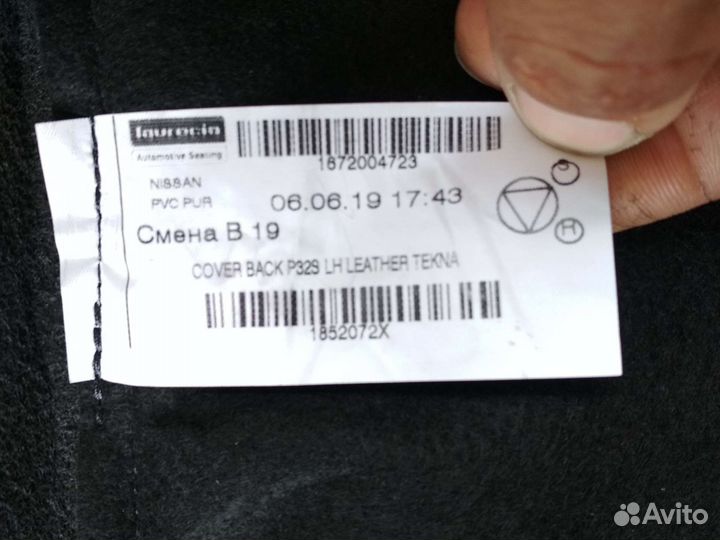 faurecia
Automotive Seating
1672004723
NISSAN
PVC PUR
06.06.19 17:43
Смена В 19
COVER BACK P32S LH LEATHER TEKNA
1852072X
S
H
Avito